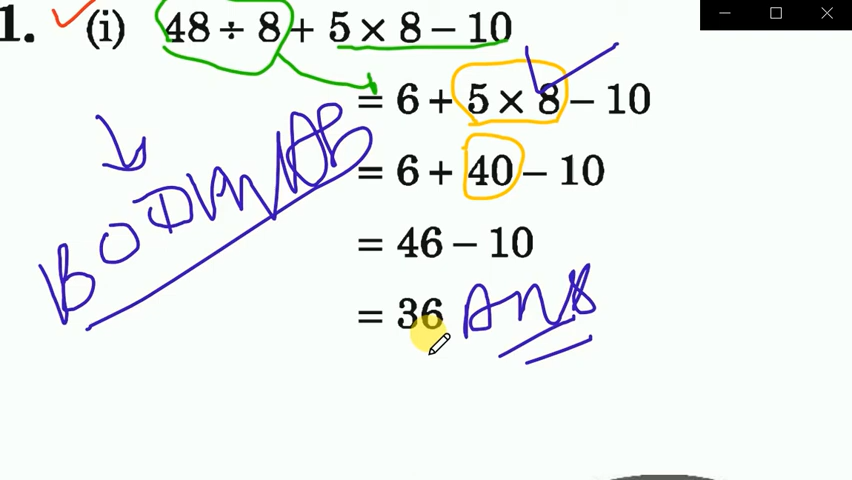 1. (i) 48 ÷ 8 + 5 × 8 − 10
= 6 + 5 × 8 − 10
= 6 + 40 − 10
= 46 − 10
= 36 Ans
BODMAS